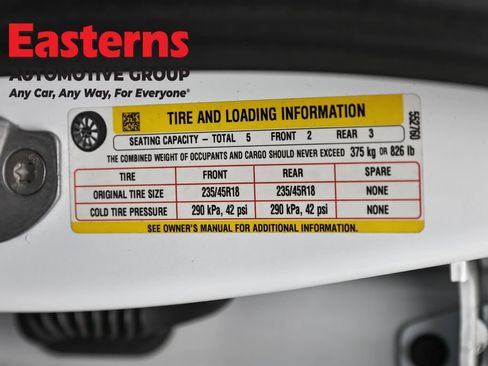 Easterns
AUTOMOTIVE GROUP
Any Car, Any Way, For Everyone®
TIRE AND LOADING INFORMATION
SEATING CAPACITY – TOTAL 5 FRONT 2 REAR 3
THE COMBINED WEIGHT OF OCCUPANTS AND CARGO SHOULD NEVER EXCEED 375 kg OR 826 lb
TIRE FRONT REAR SPARE
ORIGINAL TIRE SIZE 235/45R18 235/45R18 NONE
COLD TIRE PRESSURE 290 kPa, 42 psi 290 kPa, 42 psi NONE
SEE OWNER'S MANUAL FOR ADDITIONAL INFORMATION.